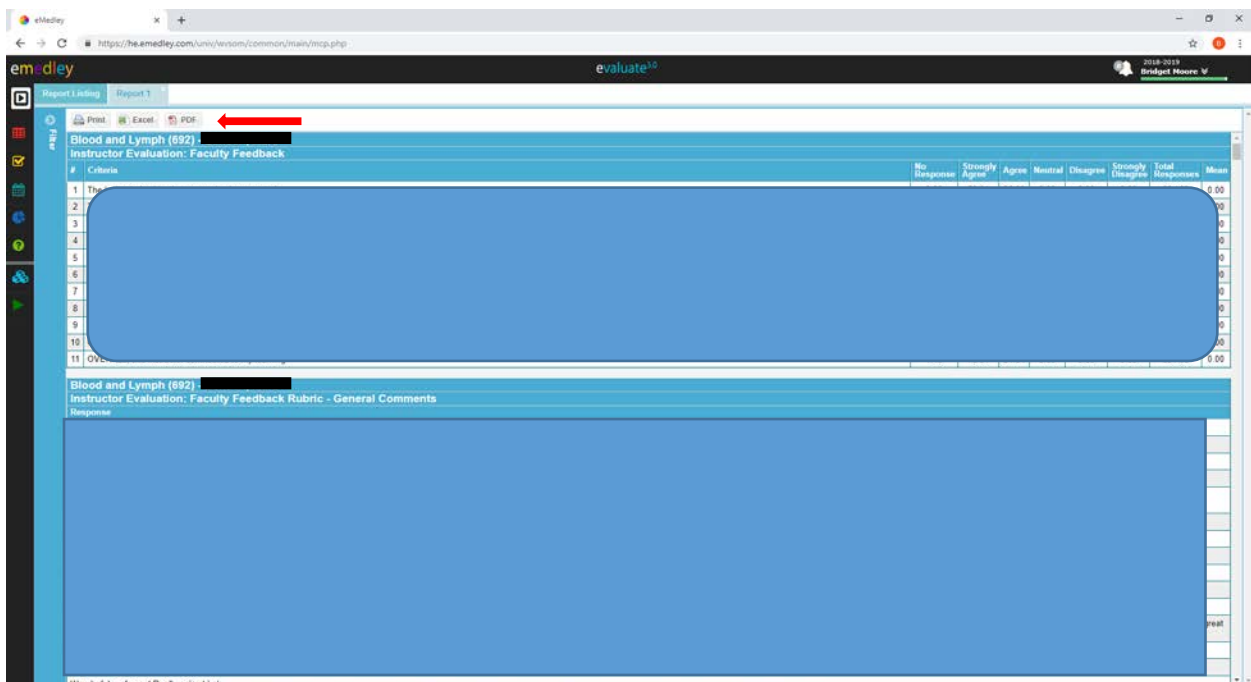 eMedley
https://he.emedley.com/univ/wvsom/common/main/mcp.php
emedley
evaluate3.0
2018-2019
Bridget Moore
Report Listing Report 1
Print Excel PDF
Filter
Blood and Lymph (692) -
Instructor Evaluation: Faculty Feedback
# Criteria No Response Strongly Agree Agree Neutral Disagree Strongly Disagree Total Responses Mean
1 The 0.00
2
3
4
5
6
7
8
9
10
11 0.00
Blood and Lymph (692) -
Instructor Evaluation: Faculty Feedback Rubric - General Comments
Response
great